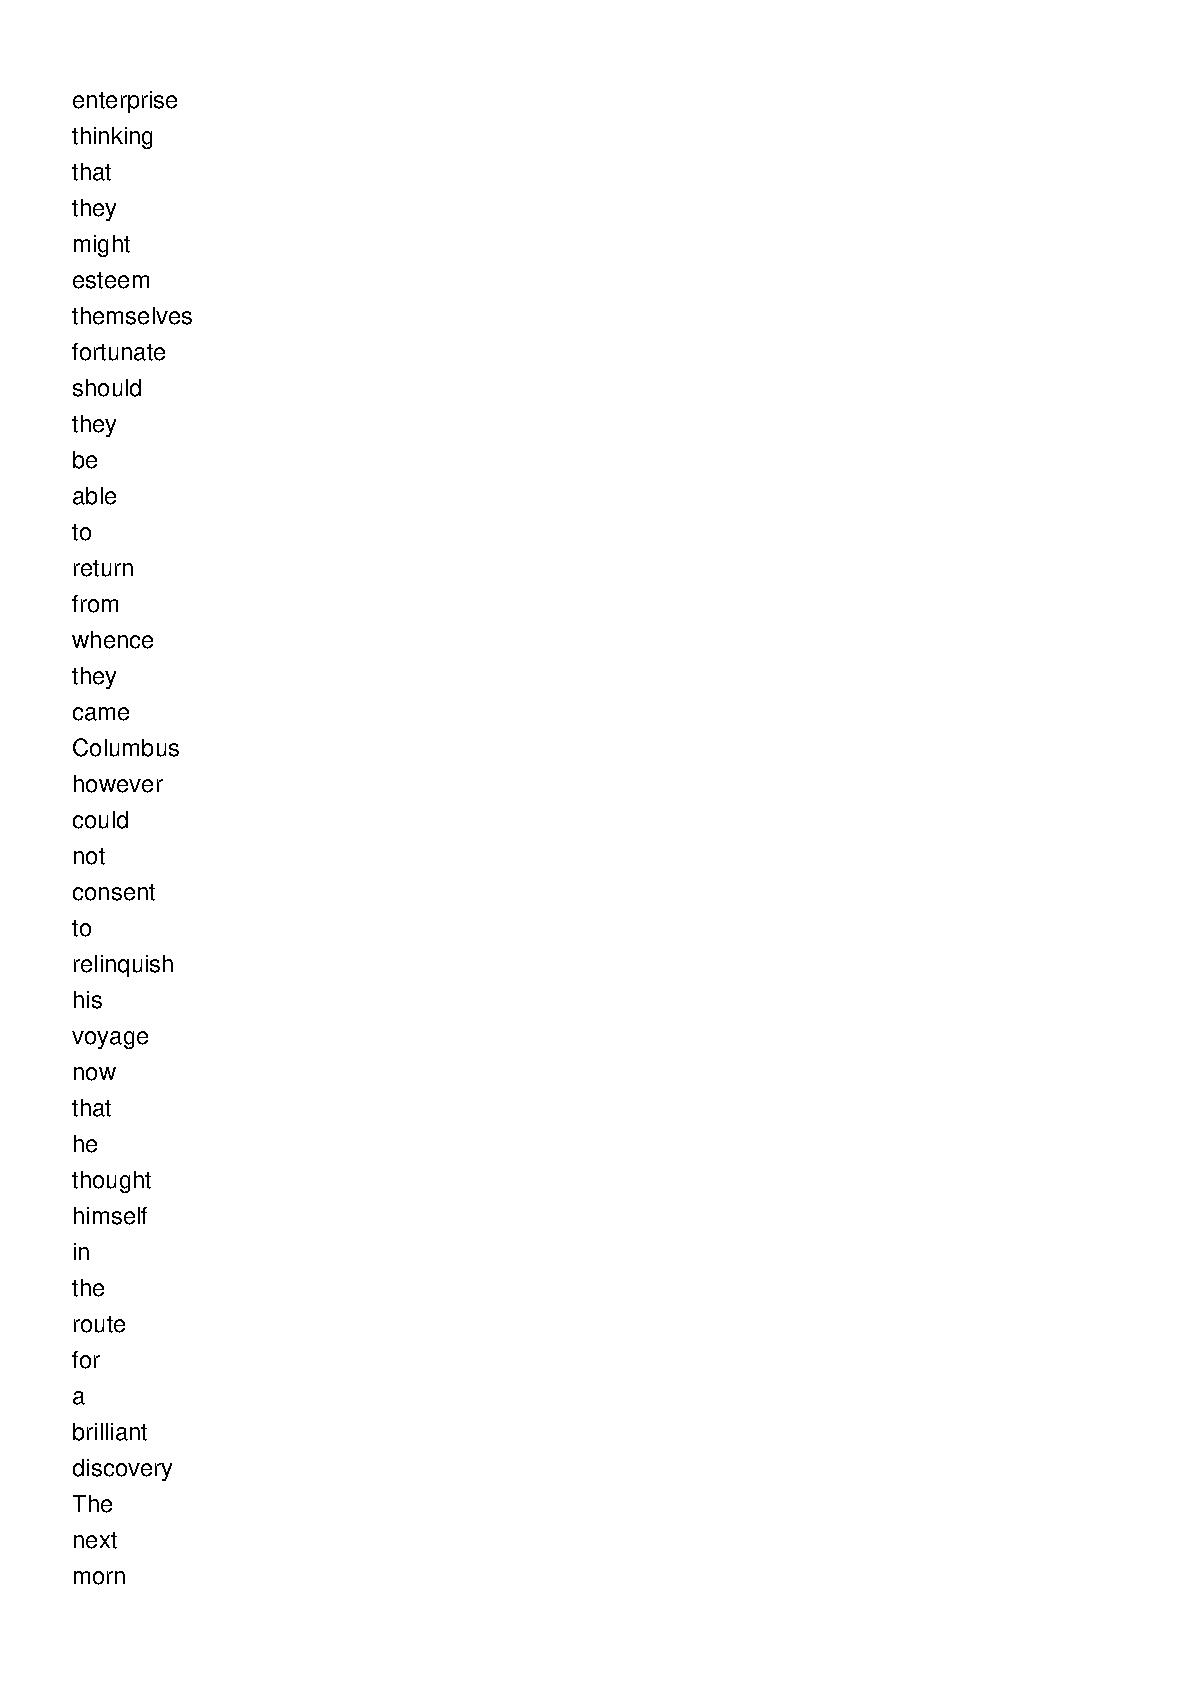 enterprise
thinking
that
they
might
esteem
themselves
fortunate
should
they
be
able
to
return
from
whence
they
came
Columbus
however
could
not
consent
to
relinquish
his
voyage
now
that
he
thought
himself
in
the
route
for
a
brilliant
discovery
The
next
morn